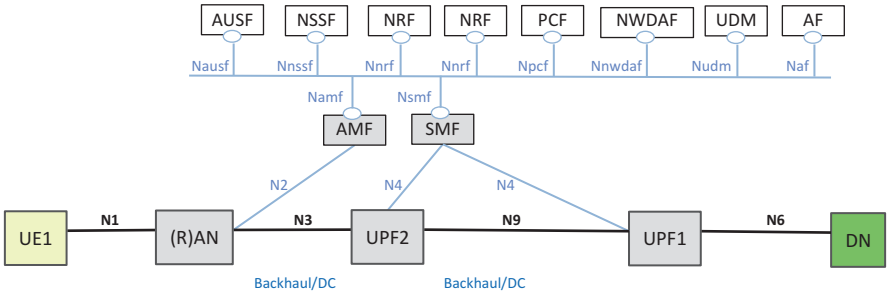 AUSF NSSF NRF NRF PCF NWDAF UDM AF
Nausf Nnssf Nnrf Nnrf Npcf Nnwdaf Nudm Naf
Namf Nsmf
AMF SMF
N2 N4 N4
N1 N3 N9 N6
UE1 (R)AN UPF2 UPF1 DN
Backhaul/DC Backhaul/DC